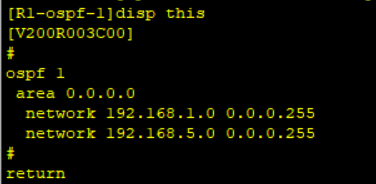 [R1-ospf-1]disp this
[V200R003C00]
#
ospf 1
 area 0.0.0.0
  network 192.168.1.0 0.0.0.255
  network 192.168.5.0 0.0.0.255
#
return